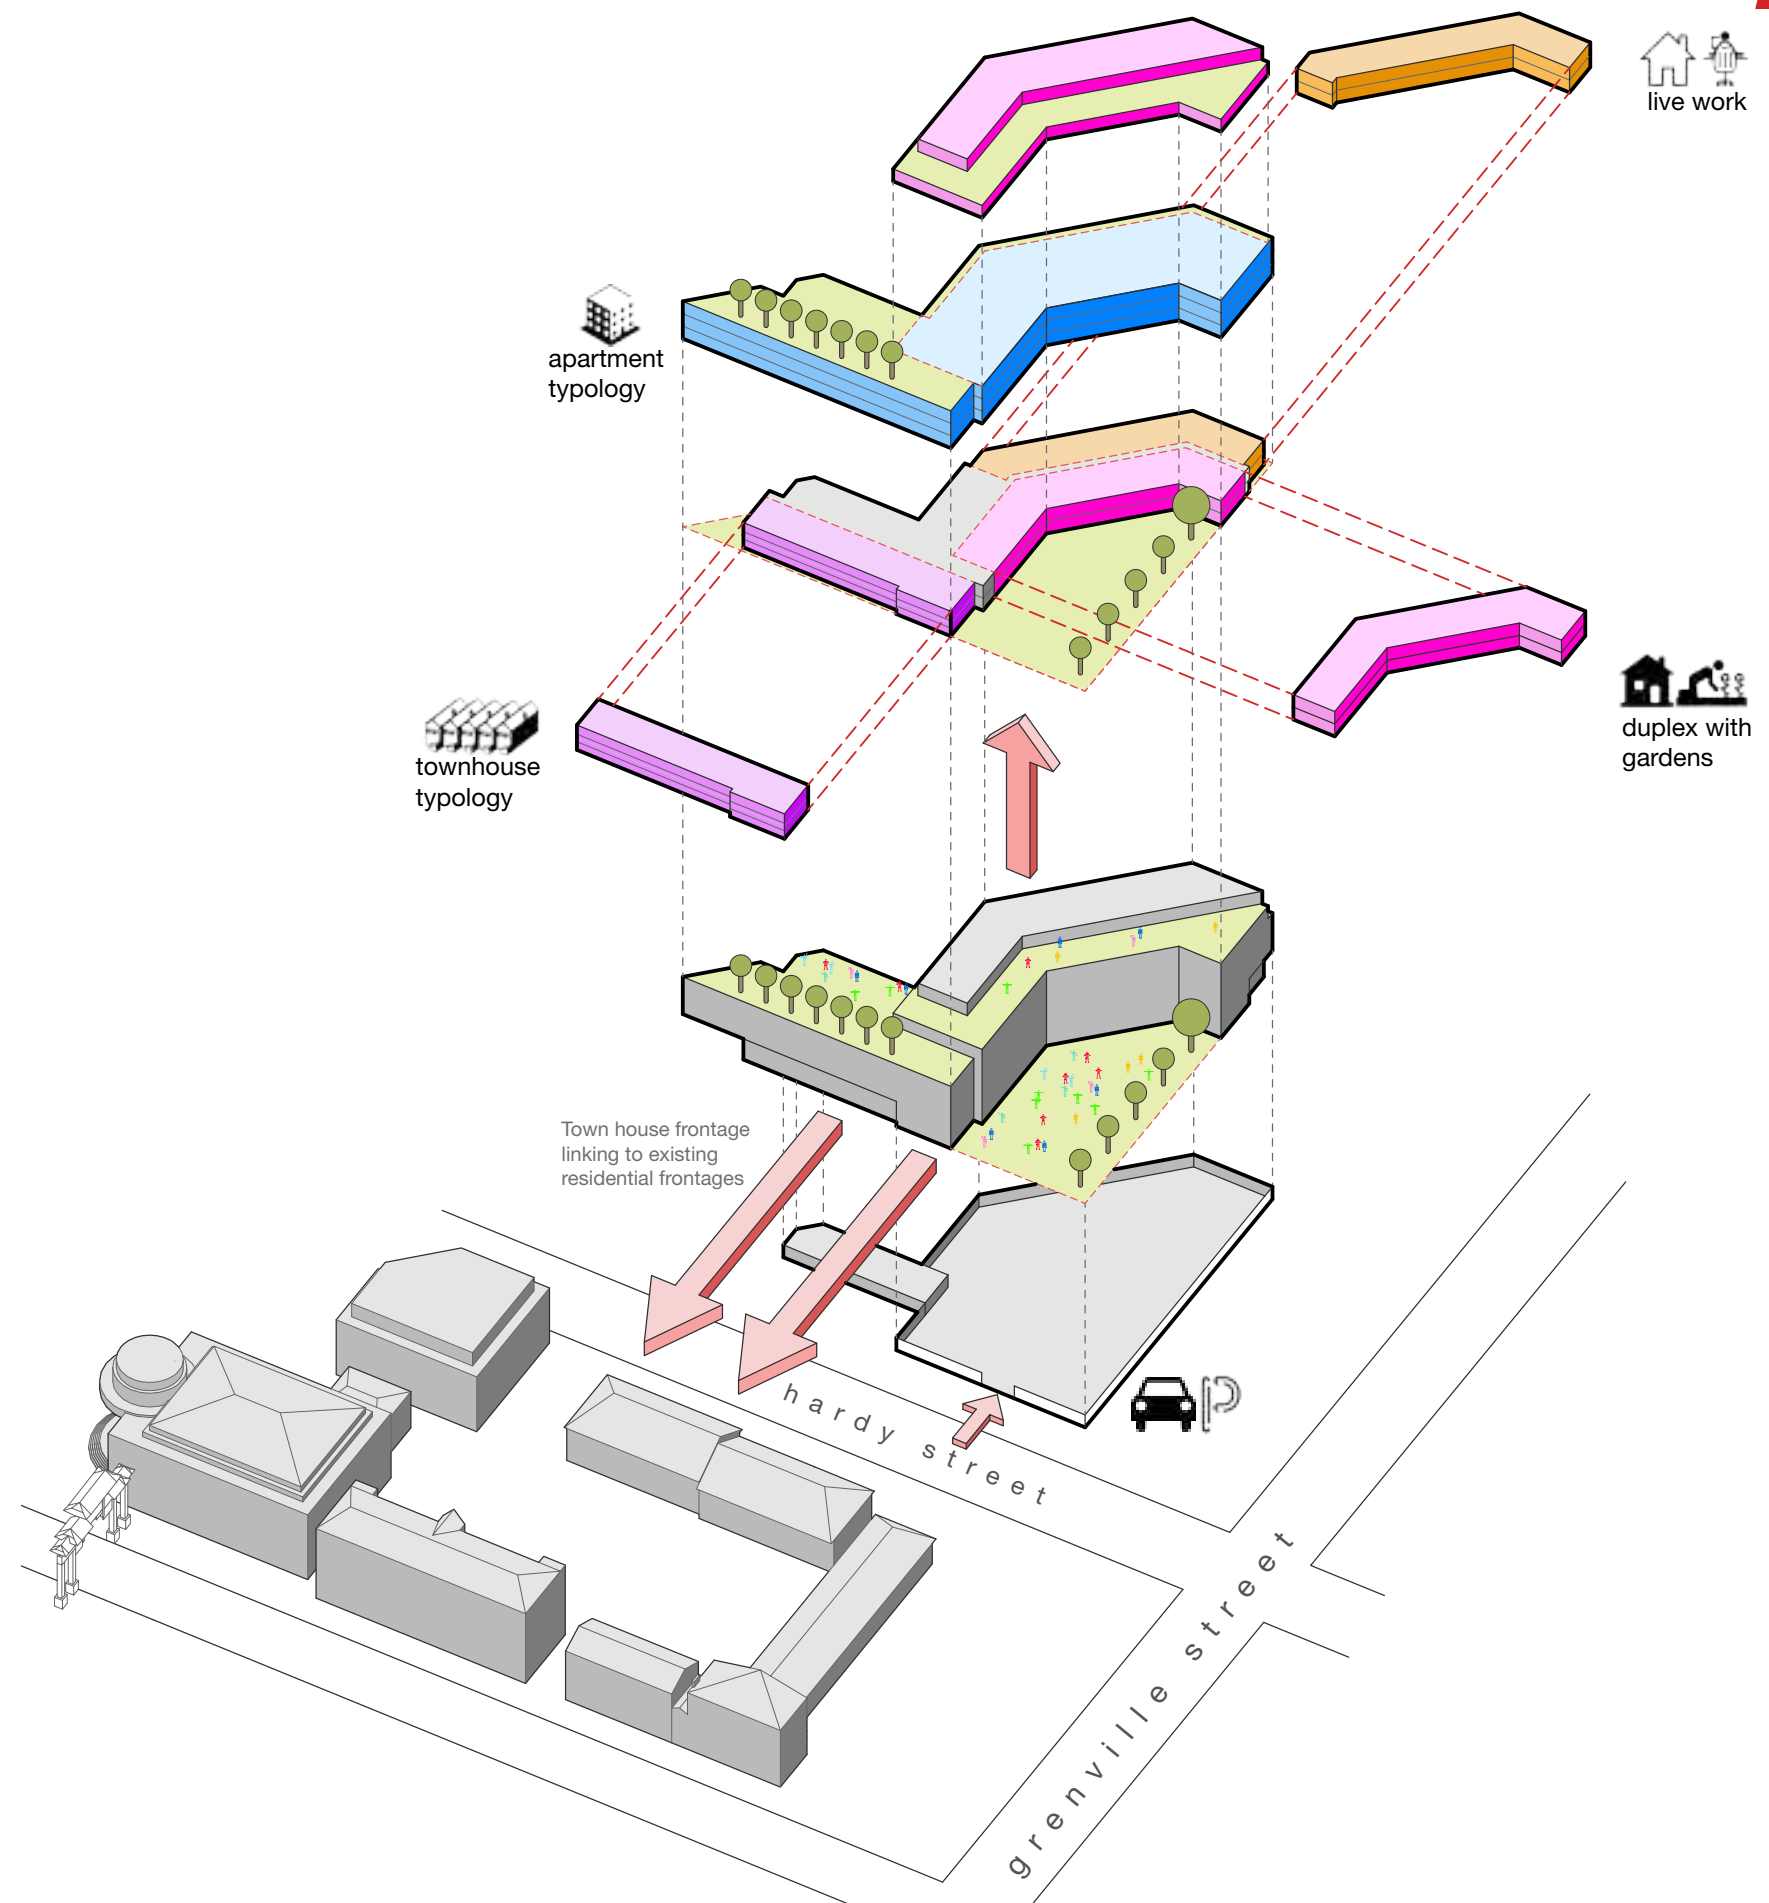 live work
apartment
typology
townhouse
typology
duplex with
gardens
Town house frontage
linking to existing
residential frontages
hardy street
grenville street